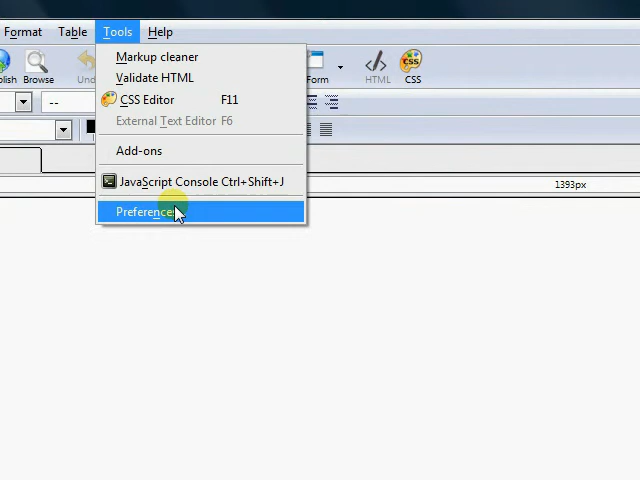 Format Table Tools Help
Browse Undo Form HTML CSS
Markup cleaner
Validate HTML
--
CSS Editor F11
External Text Editor F6
Add-ons
JavaScript Console Ctrl+Shift+J
1393px
Preferences